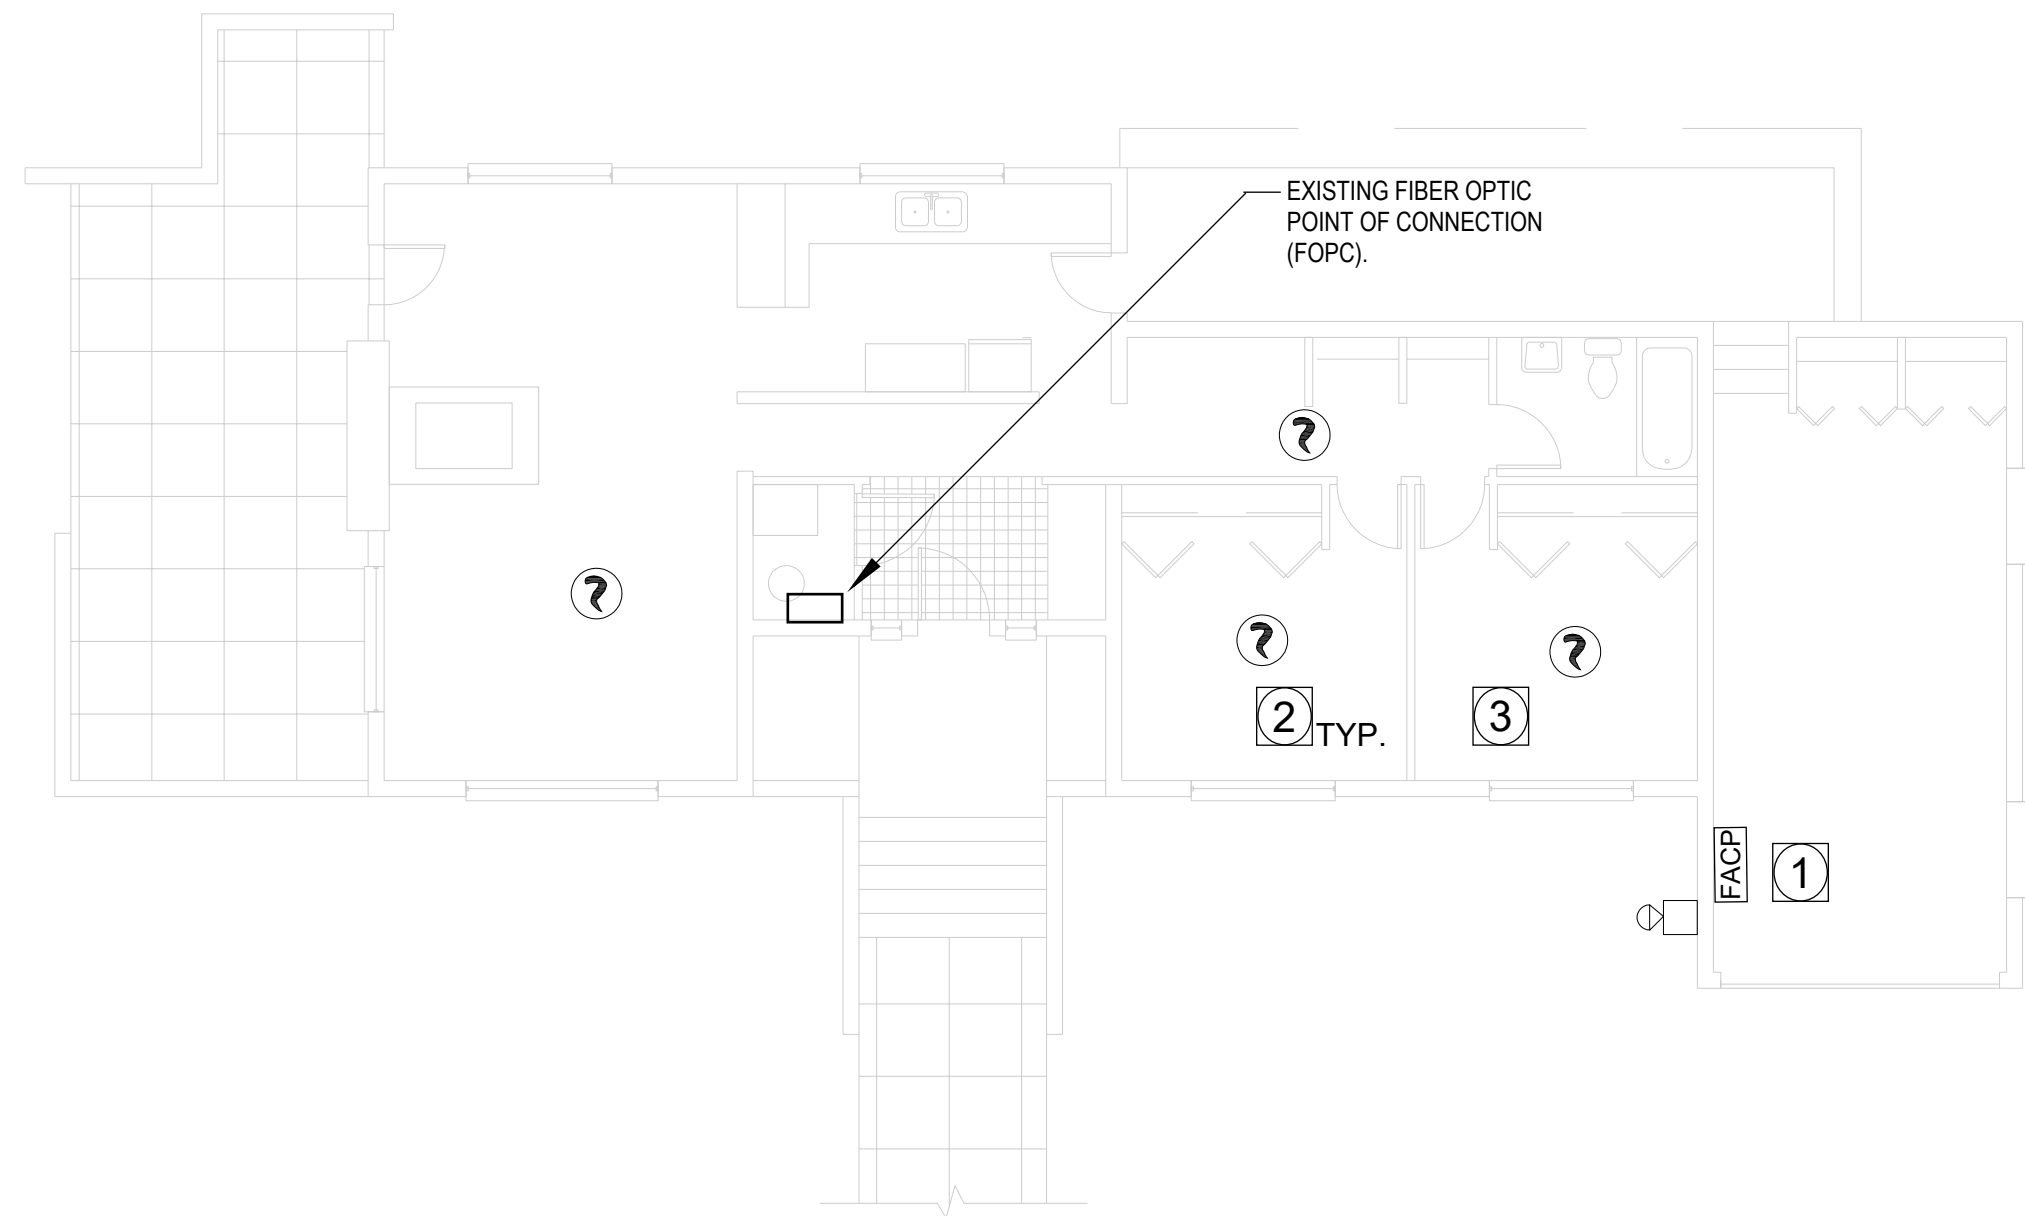 EXISTING FIBER OPTIC
POINT OF CONNECTION
(FOPC).
2 TYP.
3
FACP
1